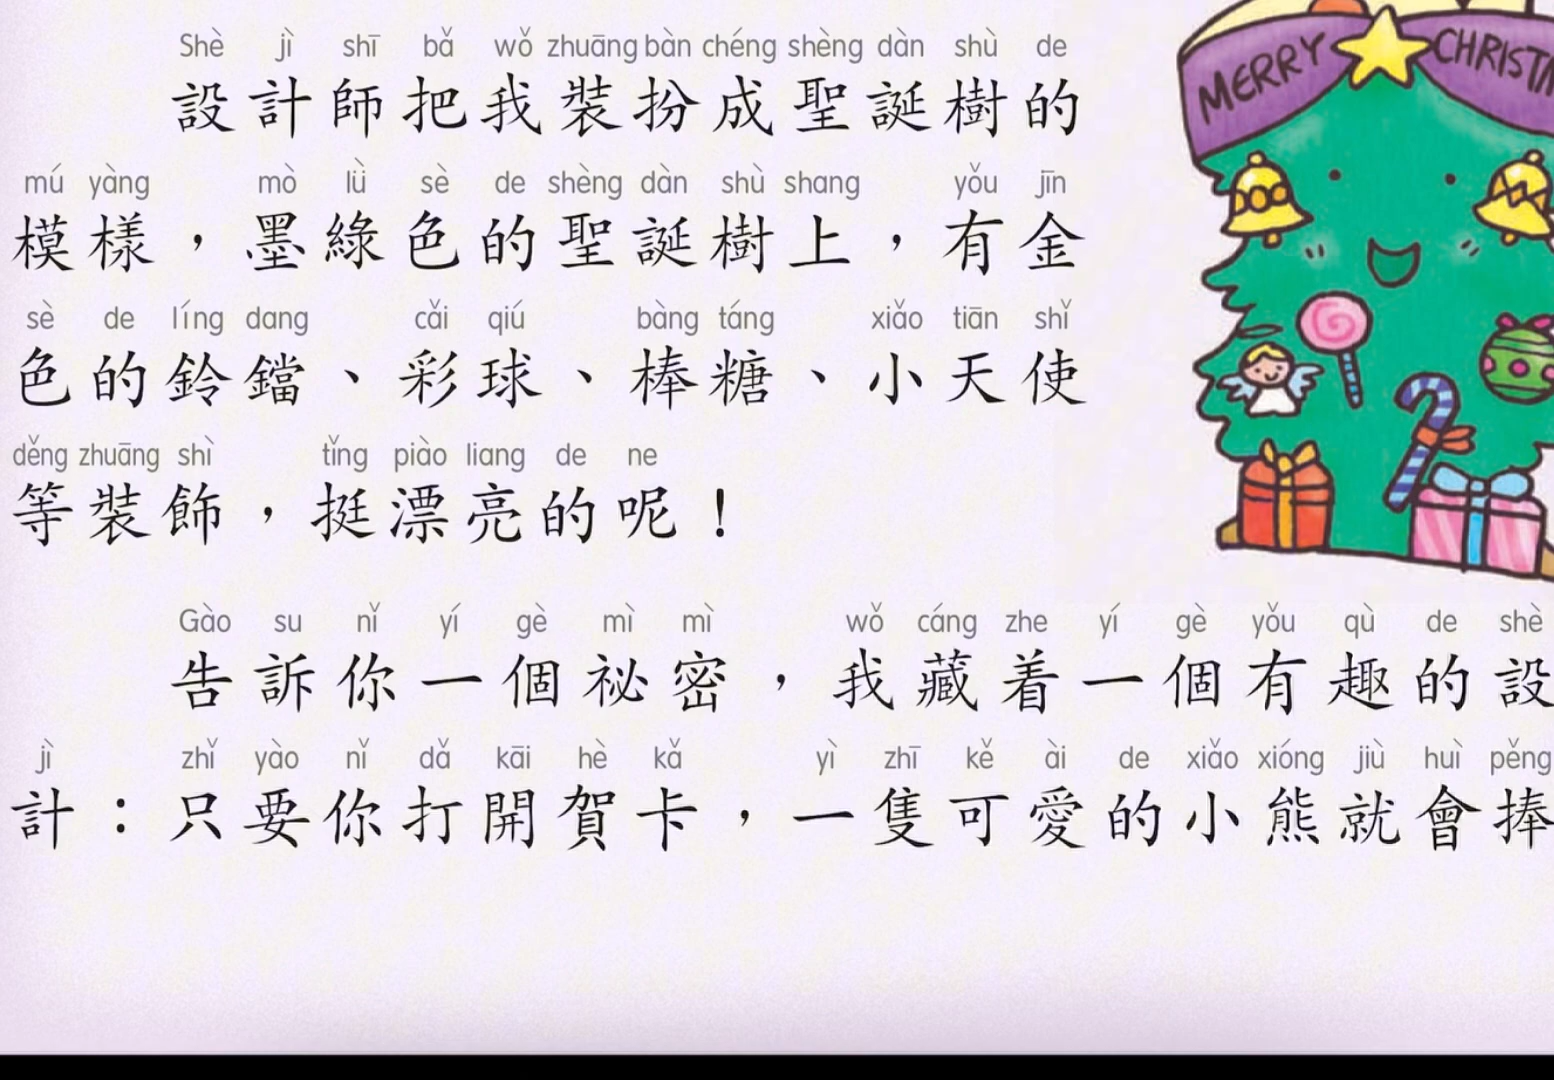 Shè jì shī bǎ wǒ zhuāng bàn chéng shèng dàn shù de
設計師把我裝扮成聖誕樹的
mú yàng mò lǜ sè de shèng dàn shù shang yǒu jīn
模樣，墨綠色的聖誕樹上，有金
sè de líng dang cǎi qiú bàng táng xiǎo tiān shǐ
色的鈴鐺、彩球、棒糖、小天使
děng zhuāng shì tǐng piào liang de ne
等裝飾，挺漂亮的呢！
Gào su nǐ yí gè mì mì wǒ cáng zhe yí gè yǒu qù de shè
告訴你一個祕密，我藏着一個有趣的設
jì zhǐ yào nǐ dǎ kāi hè kǎ yì zhī kě ài de xiǎo xióng jiù huì pěng
計：只要你打開賀卡，一隻可愛的小熊就會捧
MERRY CHRISTM